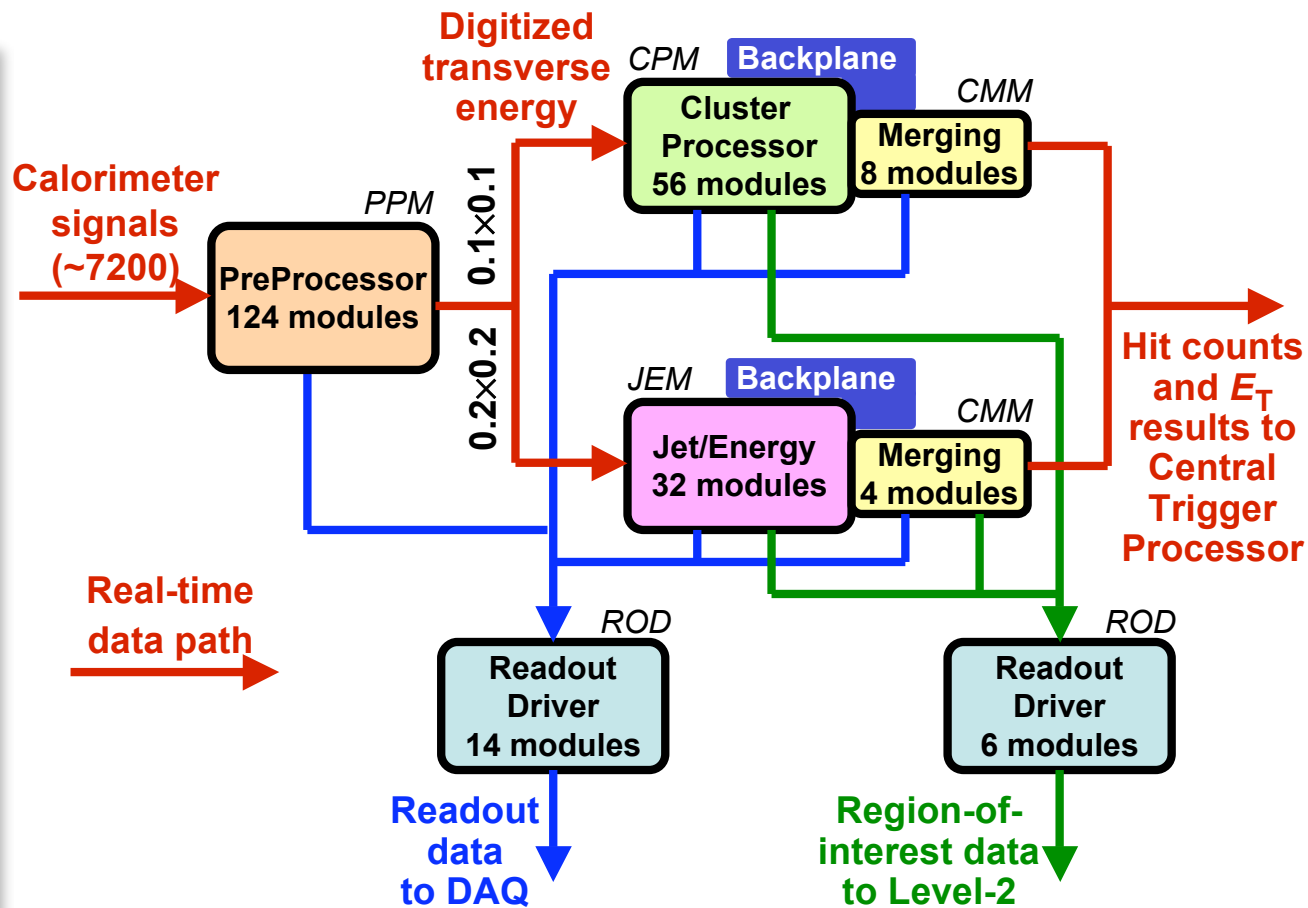 Digitized
transverse
energy
CPM
Backplane
CMM
Cluster
Processor
56 modules
Merging
8 modules
Calorimeter
signals
(~7200)
PPM
PreProcessor
124 modules
0.1×0.1
0.2×0.2
JEM
Backplane
CMM
Jet/Energy
32 modules
Merging
4 modules
Hit counts
and ET
results to
Central
Trigger
Processor
Real-time
data path
ROD
Readout
Driver
14 modules
ROD
Readout
Driver
6 modules
Readout
data
to DAQ
Region-of-
interest data
to Level-2